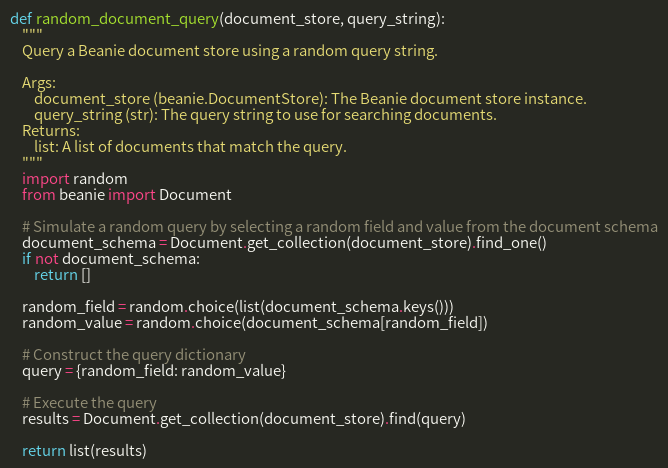 def random_document_query(document_store, query_string):
    """
    Query a Beanie document store using a random query string.

    Args:
        document_store (beanie.DocumentStore): The Beanie document store instance.
        query_string (str): The query string to use for searching documents.
    Returns:
        list: A list of documents that match the query.
    """
    import random
    from beanie import Document

    # Simulate a random query by selecting a random field and value from the document schema
    document_schema = Document.get_collection(document_store).find_one()
    if not document_schema:
        return []

    random_field = random.choice(list(document_schema.keys()))
    random_value = random.choice(document_schema[random_field])

    # Construct the query dictionary
    query = {random_field: random_value}

    # Execute the query
    results = Document.get_collection(document_store).find(query)

    return list(results)